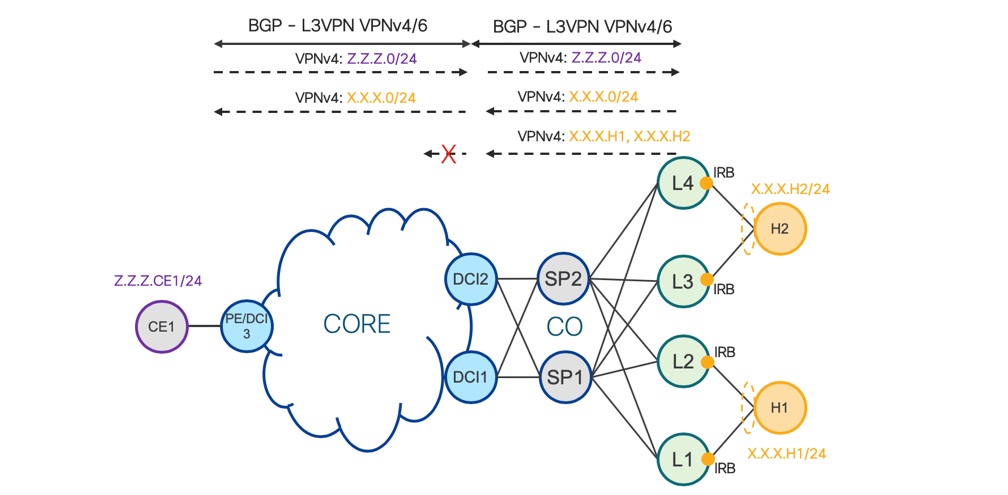 BGP - L3VPN VPNv4/6
BGP - L3VPN VPNv4/6
VPNv4: Z.Z.Z.0/24
VPNv4: Z.Z.Z.0/24
VPNv4: X.X.X.0/24
VPNv4: X.X.X.0/24
VPNv4: X.X.X.H1, X.X.X.H2
X
IRB
L4
X.X.X.H2/24
H2
DCI2
SP2
L3
IRB
Z.Z.Z.CE1/24
CE1
PE/DCI
3
CORE
CO
IRB
L2
DCI1
SP1
H1
X.X.X.H1/24
L1
IRB